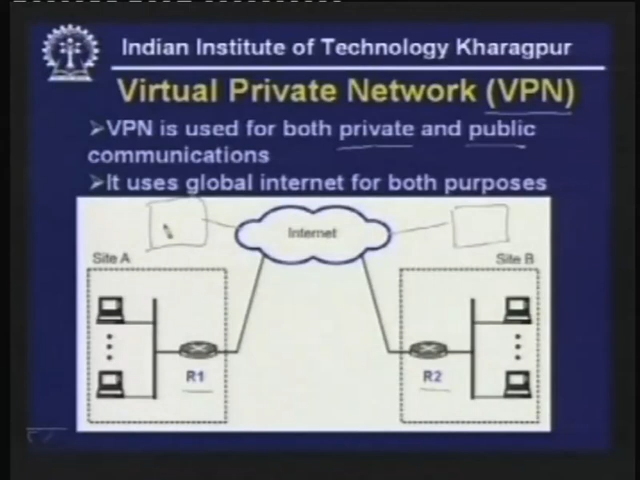 Indian Institute of Technology Kharagpur
Virtual Private Network (VPN)
➢VPN is used for both private and public
communications
➢It uses global internet for both purposes
Internet
Site A
Site B
R1
R2